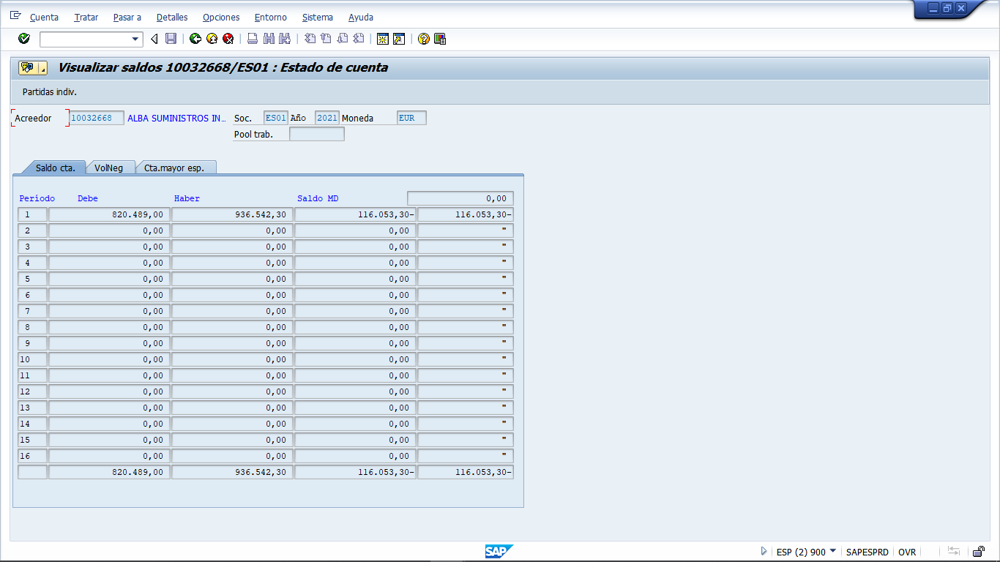 Cuenta Tratar Pasar a Detalles Opciones Entorno Sistema Ayuda
Visualizar saldos 10032668/ES01 : Estado de cuenta
Partidas indiv.
Acreedor 10032668 ALBA SUMINISTROS IN... Soc. ES01 Año 2021 Moneda EUR
Pool trab.
Saldo cta. VolNeg Cta.mayor esp.
Período Debe Haber Saldo MD 0,00
1 820.489,00 936.542,30 116.053,30- 116.053,30-
2 0,00 0,00 0,00 "
3 0,00 0,00 0,00 "
4 0,00 0,00 0,00 "
5 0,00 0,00 0,00 "
6 0,00 0,00 0,00 "
7 0,00 0,00 0,00 "
8 0,00 0,00 0,00 "
9 0,00 0,00 0,00 "
10 0,00 0,00 0,00 "
11 0,00 0,00 0,00 "
12 0,00 0,00 0,00 "
13 0,00 0,00 0,00 "
14 0,00 0,00 0,00 "
15 0,00 0,00 0,00 "
16 0,00 0,00 0,00 "
820.489,00 936.542,30 116.053,30- 116.053,30-
SAP ESP (2) 900 SAPESPRD OVR